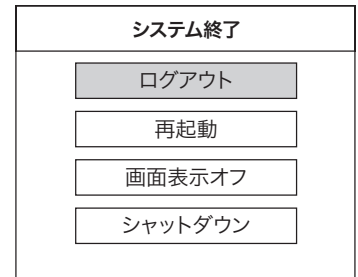 システム終了
ログアウト
再起動
画面表示オフ
シャットダウン